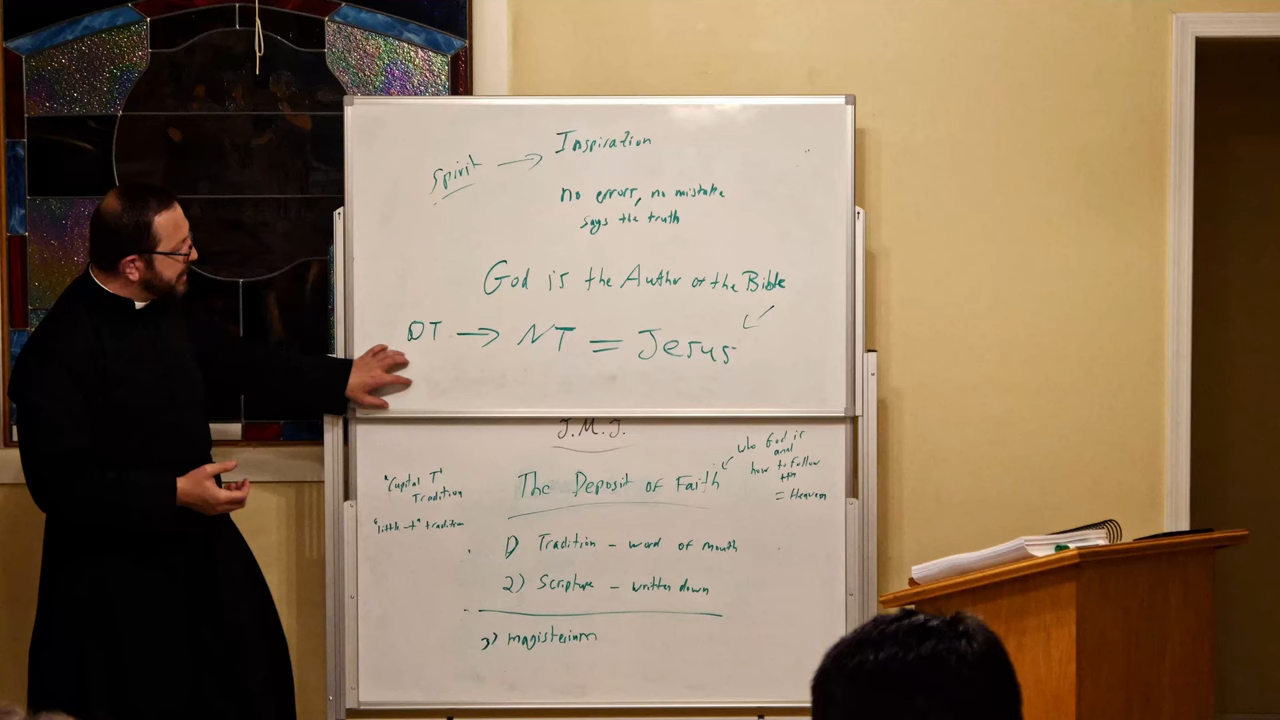 Spirit → Inspiration
no error, no mistake
says the truth
God is the Author of the Bible
OT → NT = Jesus
J.M.J.
"Capital T"
Tradition
"little-t" tradition
The Deposit of Faith
who God is
and
how to follow
= Heaven
1) Tradition - word of mouth
2) Scripture - written down
3) magisterium